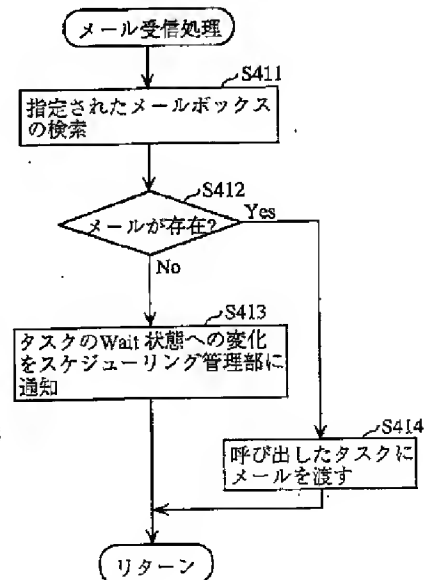 メール受信処理
S411
指定されたメールボックス
の検索
S412
メールが存在?
Yes
No
S413
タスクのWait 状態への変化
をスケジューリング管理部に
通知
S414
呼び出したタスクに
メールを渡す
リターン